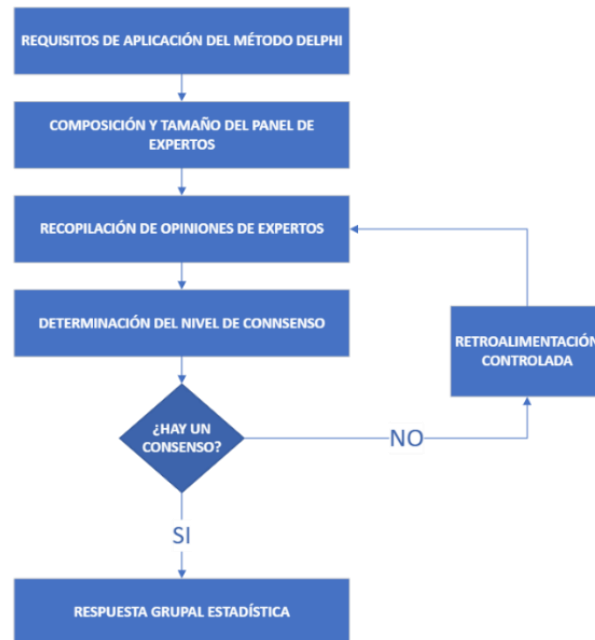 REQUISITOS DE APLICACIÓN DEL MÉTODO DELPHI
COMPOSICIÓN Y TAMAÑO DEL PANEL DE
EXPERTOS
RECOPILACIÓN DE OPINIONES DE EXPERTOS
DETERMINACIÓN DEL NIVEL DE CONNSENSO
RETROALIMENTACIÓN
CONTROLADA
¿HAY UN
CONSENSO?
NO
SI
RESPUESTA GRUPAL ESTADÍSTICA